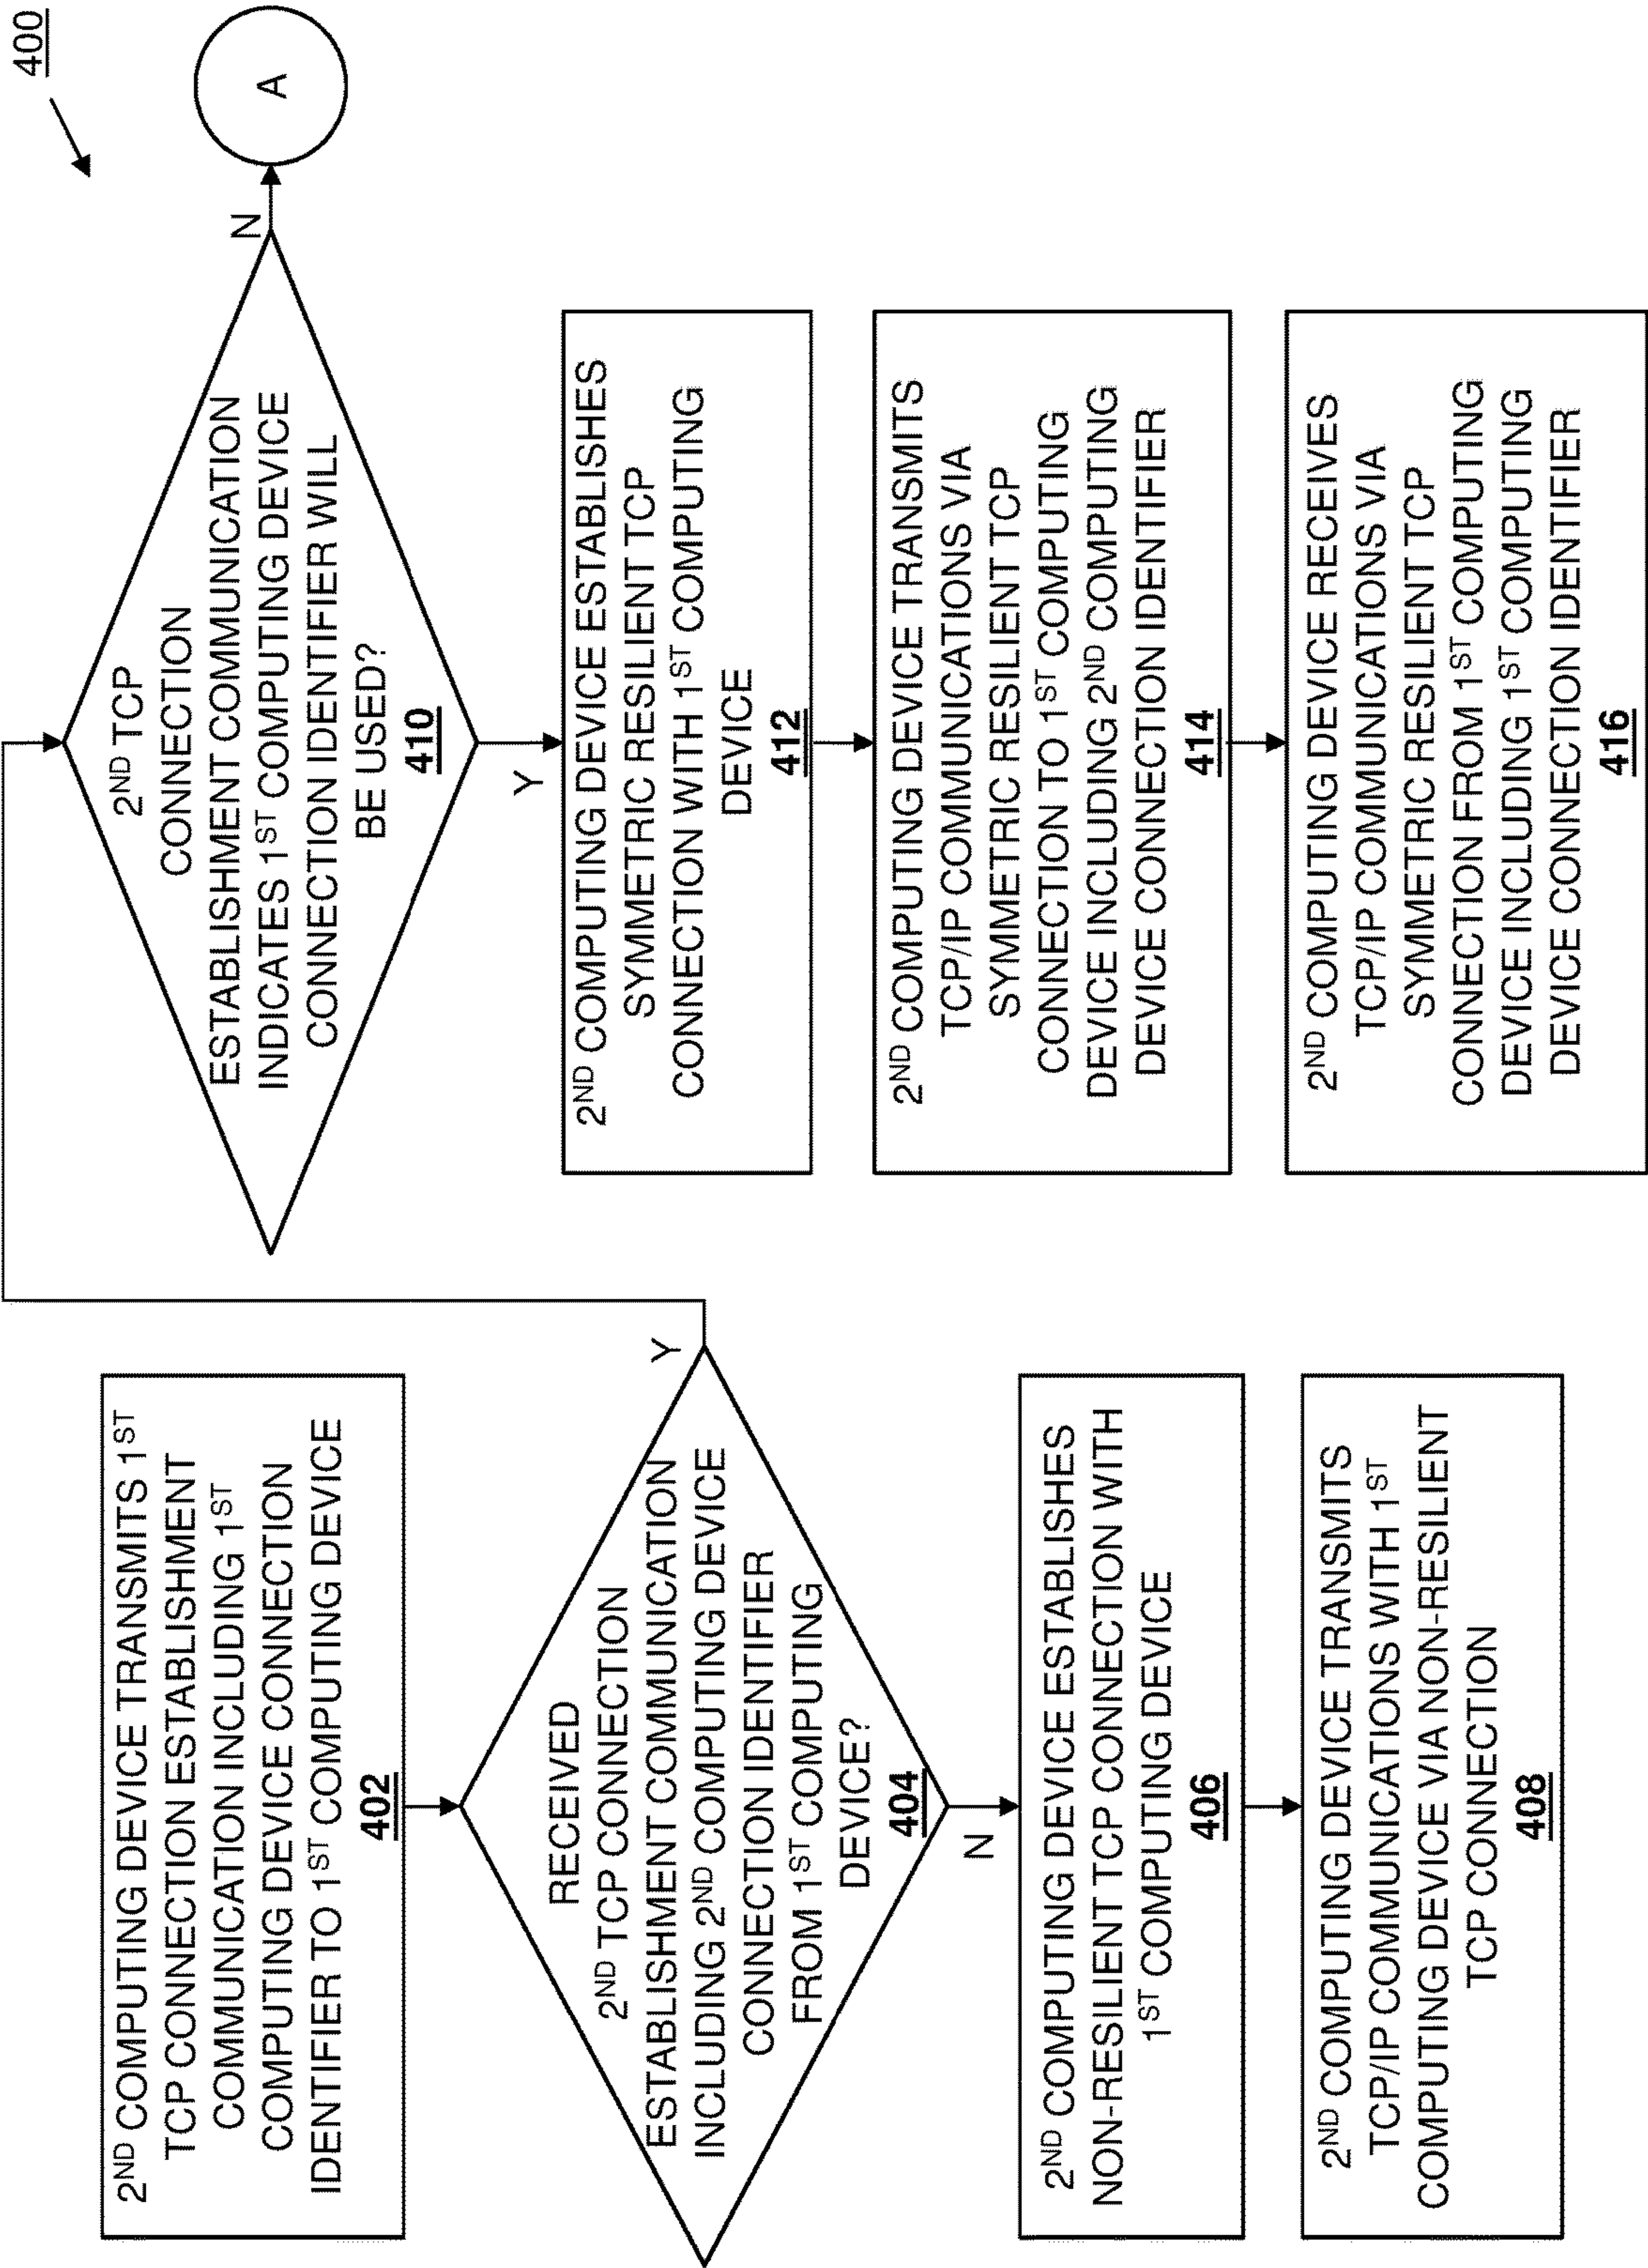 400
2ND COMPUTING DEVICE TRANSMITS 1ST
TCP CONNECTION ESTABLISHMENT
COMMUNICATION INCLUDING 1ST
COMPUTING DEVICE CONNECTION
IDENTIFIER TO 1ST COMPUTING DEVICE
402
RECEIVED
2ND TCP CONNECTION
ESTABLISHMENT COMMUNICATION
INCLUDING 2ND COMPUTING DEVICE
CONNECTION IDENTIFIER
FROM 1ST COMPUTING
DEVICE?
404
Y
N
2ND COMPUTING DEVICE ESTABLISHES
NON-RESILIENT TCP CONNECTION WITH
1ST COMPUTING DEVICE
406
2ND COMPUTING DEVICE TRANSMITS
TCP/IP COMMUNICATIONS WITH 1ST
COMPUTING DEVICE VIA NON-RESILIENT
TCP CONNECTION
408
2ND TCP
CONNECTION
ESTABLISHMENT COMMUNICATION
INDICATES 1ST COMPUTING DEVICE
CONNECTION IDENTIFIER WILL
BE USED?
410
N
A
Y
2ND COMPUTING DEVICE ESTABLISHES
SYMMETRIC RESILIENT TCP
CONNECTION WITH 1ST COMPUTING
DEVICE
412
2ND COMPUTING DEVICE TRANSMITS
TCP/IP COMMUNICATIONS VIA
SYMMETRIC RESILIENT TCP
CONNECTION TO 1ST COMPUTING
DEVICE INCLUDING 2ND COMPUTING
DEVICE CONNECTION IDENTIFIER
414
2ND COMPUTING DEVICE RECEIVES
TCP/IP COMMUNICATIONS VIA
SYMMETRIC RESILIENT TCP
CONNECTION FROM 1ST COMPUTING
DEVICE INCLUDING 1ST COMPUTING
DEVICE CONNECTION IDENTIFIER
416